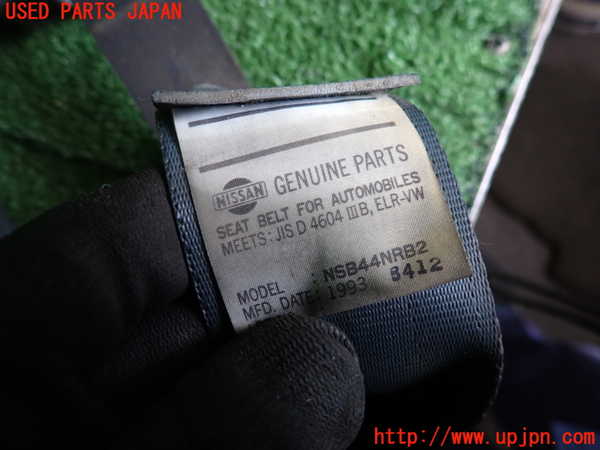 USED PARTS JAPAN
NISSAN
GENUINE PARTS
SEAT BELT FOR AUTOMOBILES
MEETS: JIS D 4604 ⅢB, ELR-VW
MODEL : NSB44NRB2
MFD. DATE: 1993 8412
http://www.upjpn.com/